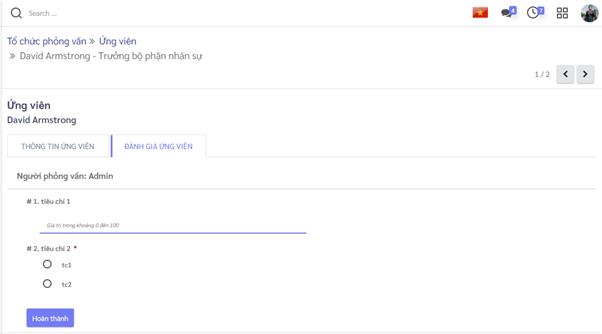 Search ...
4
7
Tổ chức phỏng vấn » Ứng viên
» David Armstrong - Trưởng bộ phận nhân sự
1 / 2
Ứng viên
David Armstrong
THÔNG TIN ỨNG VIÊN ĐÁNH GIÁ ỨNG VIÊN
Người phỏng vấn: Admin
# 1. tiêu chí 1
Giá trị trong khoảng 0 đến 100
# 2. tiêu chí 2 *
tc1
tc2
Hoàn thành